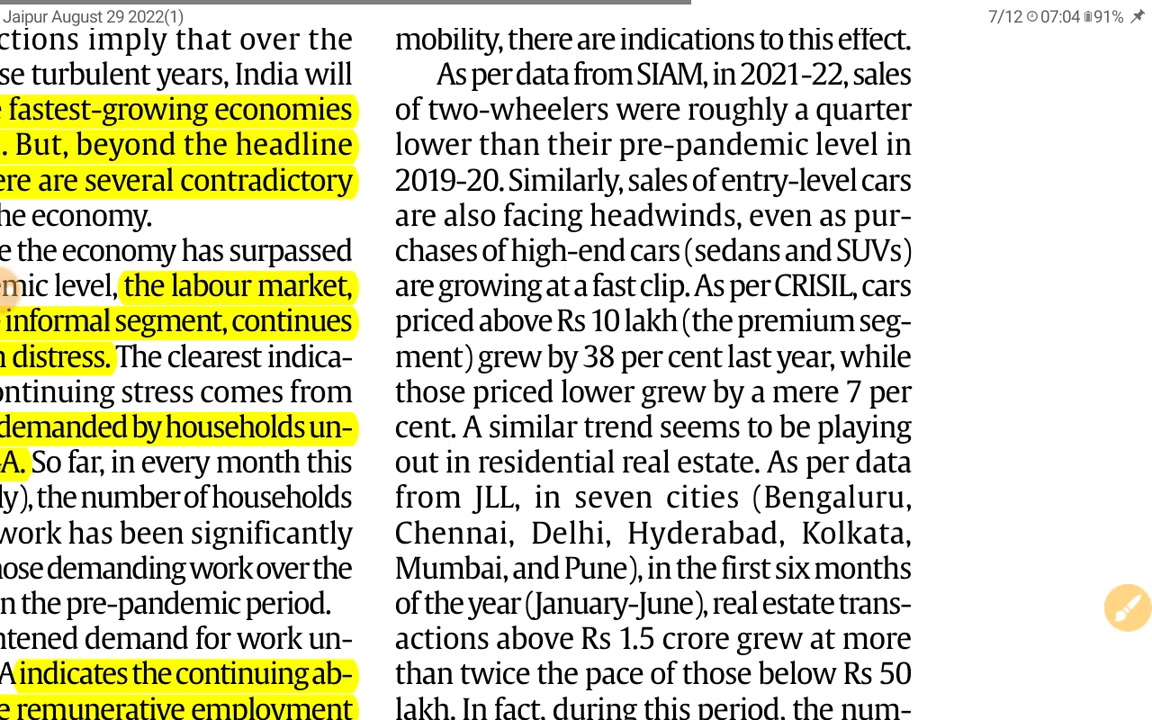 Jaipur August 29 2022(1)
7/12 07:04 91%
ctions imply that over the
se turbulent years, India will
fastest-growing economies
. But, beyond the headline
ere are several contradictory
he economy.
e the economy has surpassed
emic level, the labour market,
informal segment, continues
distress. The clearest indica-
ontinuing stress comes from
demanded by households un-
A. So far, in every month this
ly), the number of households
work has been significantly
hose demanding work over the
n the pre-pandemic period.
ntened demand for work un-
A indicates the continuing ab-
e remunerative employment
mobility, there are indications to this effect.
As per data from SIAM, in 2021-22, sales
of two-wheelers were roughly a quarter
lower than their pre-pandemic level in
2019-20. Similarly, sales of entry-level cars
are also facing headwinds, even as pur-
chases of high-end cars (sedans and SUVs)
are growing at a fast clip. As per CRISIL, cars
priced above Rs 10 lakh (the premium seg-
ment) grew by 38 per cent last year, while
those priced lower grew by a mere 7 per
cent. A similar trend seems to be playing
out in residential real estate. As per data
from JLL, in seven cities (Bengaluru,
Chennai, Delhi, Hyderabad, Kolkata,
Mumbai, and Pune), in the first six months
of the year (January-June), real estate trans-
actions above Rs 1.5 crore grew at more
than twice the pace of those below Rs 50
lakh. In fact, during this period, the num-